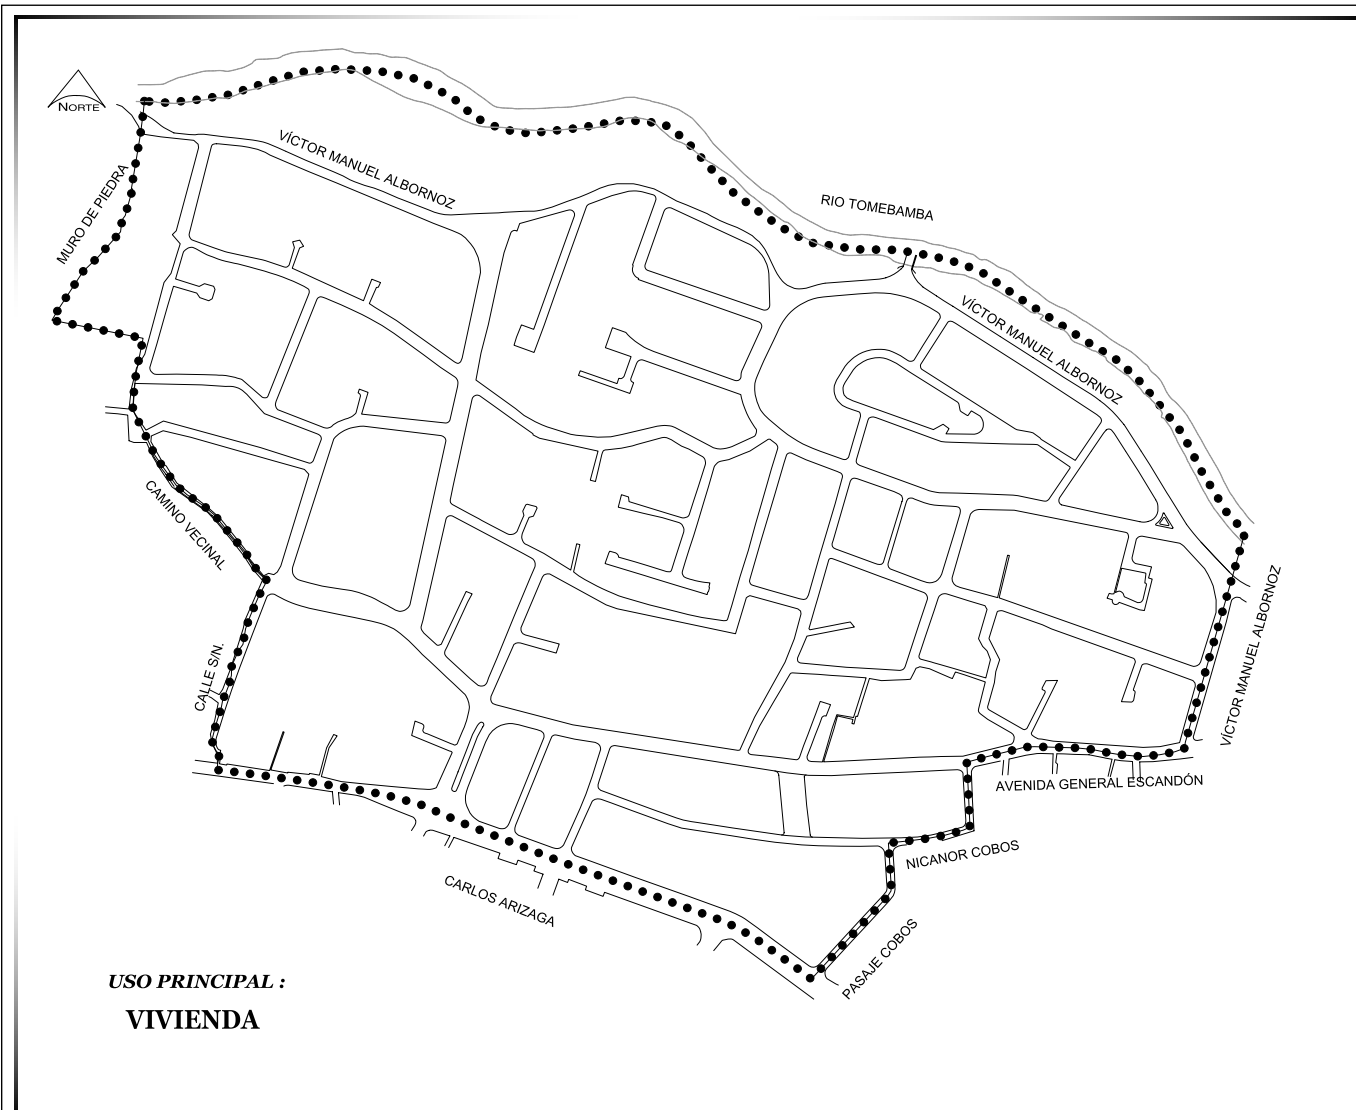 NORTE
VÍCTOR MANUEL ALBORNOZ
MURO DE PIEDRA
RIO TOMEBAMBA
VÍCTOR MANUEL ALBORNOZ
CAMINO VECINAL
VÍCTOR MANUEL ALBORNOZ
CALLE S/N.
AVENIDA GENERAL ESCANDÓN
NICANOR COBOS
CARLOS ARIZAGA
PASAJE COBOS
USO PRINCIPAL :
VIVIENDA